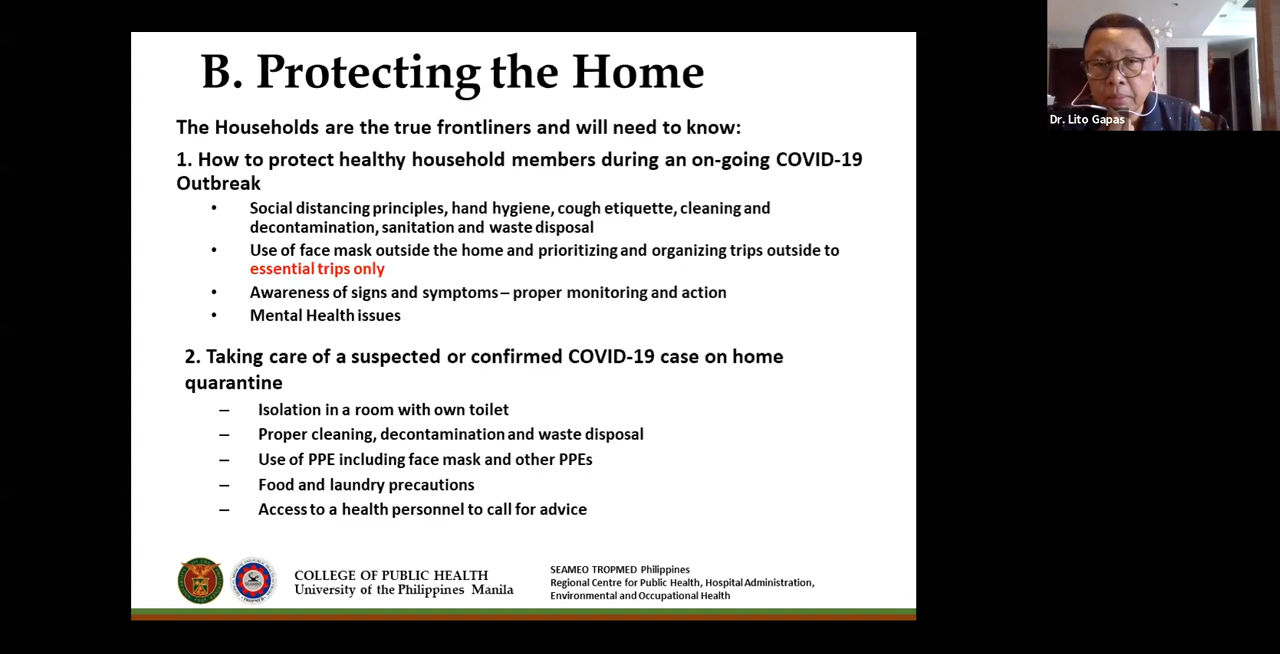 B. Protecting the Home
The Households are the true frontliners and will need to know:
1. How to protect healthy household members during an on-going COVID-19
Outbreak
• Social distancing principles, hand hygiene, cough etiquette, cleaning and
decontamination, sanitation and waste disposal
• Use of face mask outside the home and prioritizing and organizing trips outside to
essential trips only
• Awareness of signs and symptoms – proper monitoring and action
• Mental Health issues
2. Taking care of a suspected or confirmed COVID-19 case on home
quarantine
– Isolation in a room with own toilet
– Proper cleaning, decontamination and waste disposal
– Use of PPE including face mask and other PPEs
– Food and laundry precautions
– Access to a health personnel to call for advice
COLLEGE OF PUBLIC HEALTH
University of the Philippines Manila
SEAMEO TROPMED Philippines
Regional Centre for Public Health, Hospital Administration,
Environmental and Occupational Health
Dr. Lito Gapas